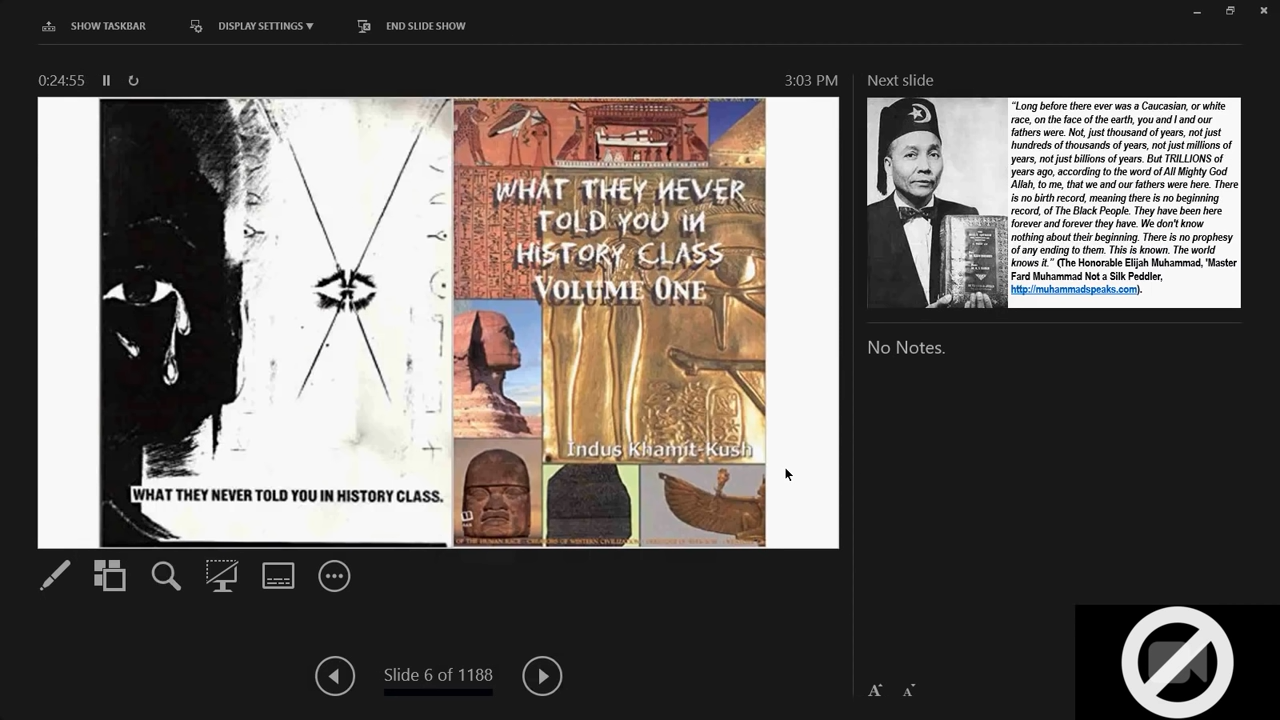 SHOW TASKBAR
DISPLAY SETTINGS ▼
END SLIDE SHOW
0:24:55
3:03 PM
WHAT THEY NEVER TOLD YOU IN HISTORY CLASS.
WHAT THEY NEVER
TOLD YOU IN
HISTORY CLASS
VOLUME ONE
Indus Khamit-Kush
Next slide
“Long before there ever was a Caucasian, or white
race, on the face of the earth, you and I and our
fathers were. Not, just thousand of years, not just
hundreds of thousands of years, not just millions of
years, not just billions of years. But TRILLIONS of
years ago, according to the word of All Mighty God
Allah, to me, that we and our fathers were here. There
is no birth record, meaning there is no beginning
record, of The Black People. They have been here
forever and forever they have. We don't know
nothing about their beginning. There is no prophesy
of any ending to them. This is known. The world
knows it.” (The Honorable Elijah Muhammad, 'Master
Fard Muhammad Not a Silk Peddler,
http://muhammadspeaks.com).
No Notes.
Slide 6 of 1188
A A